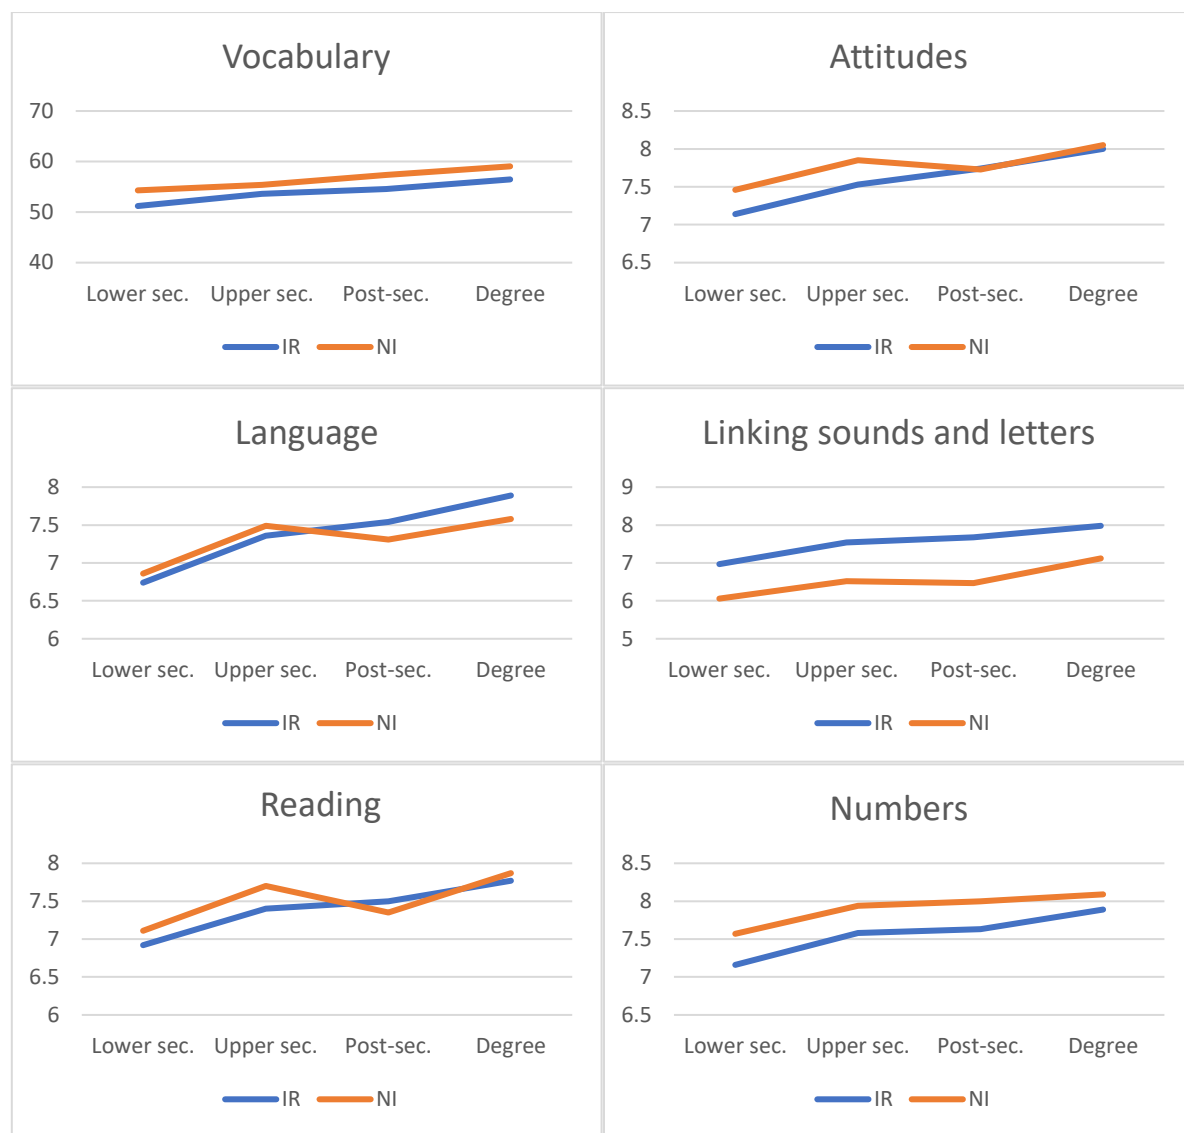 Vocabulary
70
60
50
40
Lower sec. Upper sec. Post-sec. Degree
IR NI
Attitudes
8.5
8
7.5
7
6.5
Lower sec. Upper sec. Post-sec. Degree
IR NI
Language
8
7.5
7
6.5
6
Lower sec. Upper sec. Post-sec. Degree
IR NI
Linking sounds and letters
9
8
7
6
5
Lower sec. Upper sec. Post-sec. Degree
IR NI
Reading
8
7.5
7
6.5
6
Lower sec. Upper sec. Post-sec. Degree
IR NI
Numbers
8.5
8
7.5
7
6.5
Lower sec. Upper sec. Post-sec. Degree
IR NI